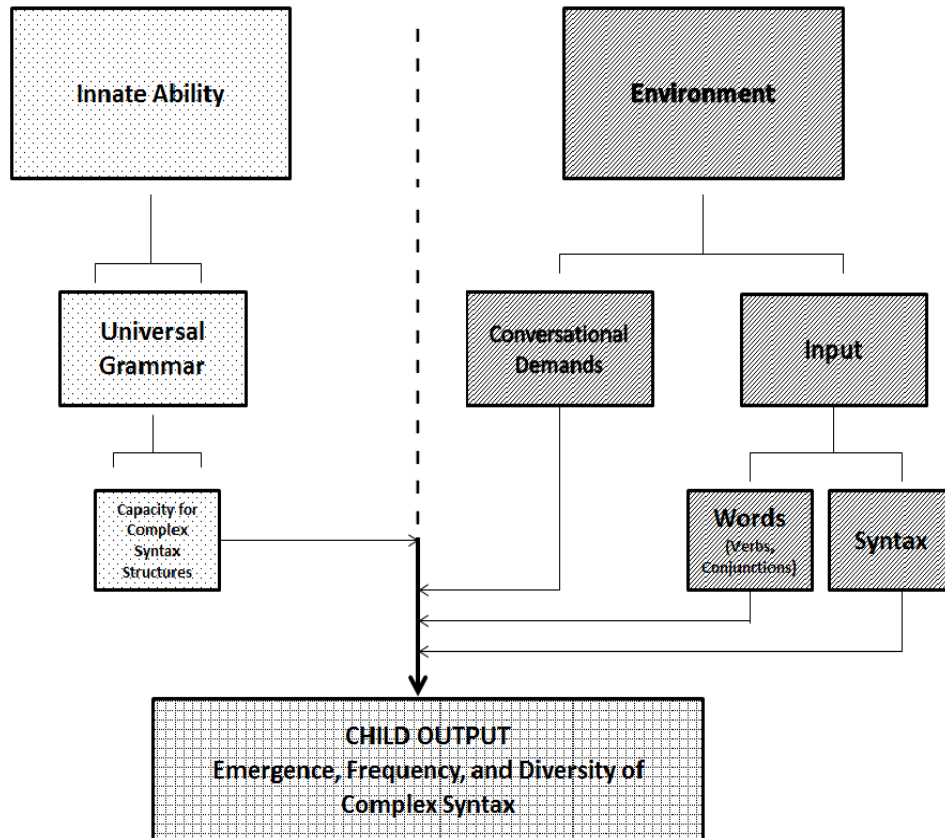 Innate Ability
Environment
Universal
Grammar
Conversational
Demands
Input
Capacity for
Complex
Syntax
Structures
Words
(Verbs,
Conjunctions)
Syntax
CHILD OUTPUT
Emergence, Frequency, and Diversity of
Complex Syntax